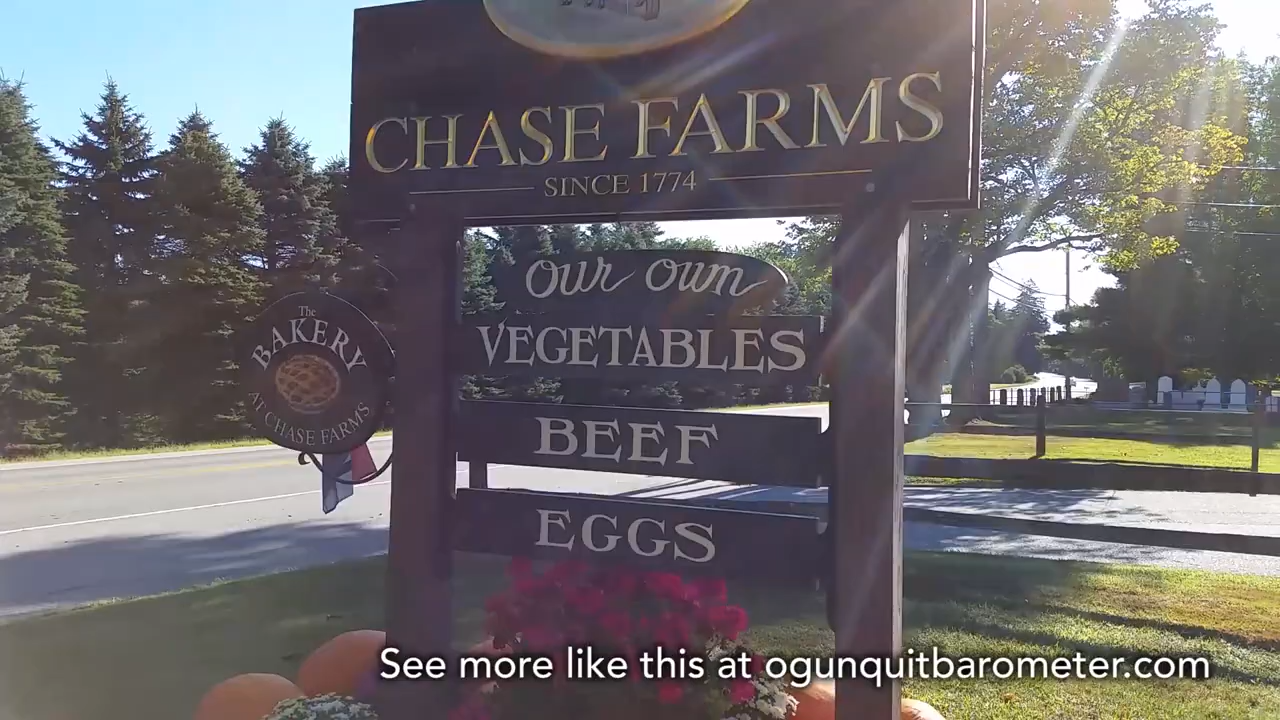 CHASE FARMS
SINCE 1774
The
BAKERY
AT CHASE FARMS
Our Own
VEGETABLES
BEEF
EGGS
See more like this at ogunquitbarometer.com